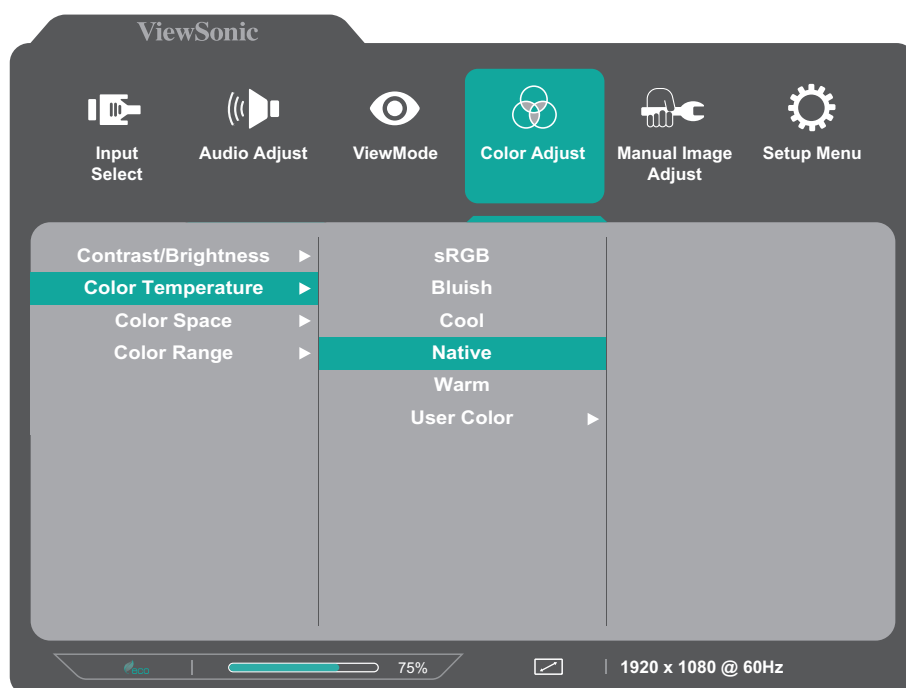 ViewSonic
Input
Select
Audio Adjust
ViewMode
Color Adjust
Manual Image
Adjust
Setup Menu
Contrast/Brightness
Color Temperature
Color Space
Color Range
sRGB
Bluish
Cool
Native
Warm
User Color
eco
75%
1920 x 1080 @ 60Hz